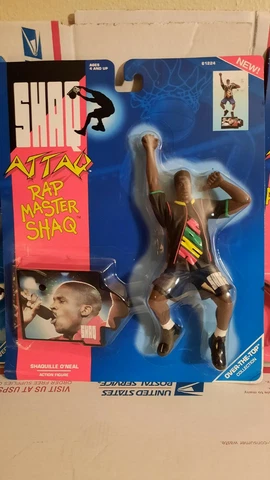 AGES
4 AND UP
81024
NEW!
SHAQ
ATTAQ
RAP
MASTER
SHAQ
SHAQ
SHAQUILLE O'NEAL
ACTION FIGURE
OVER-THE-TOP
COLLECTION
VISIT US AT USPS
UNITED STATES
POSTAL SERVICE